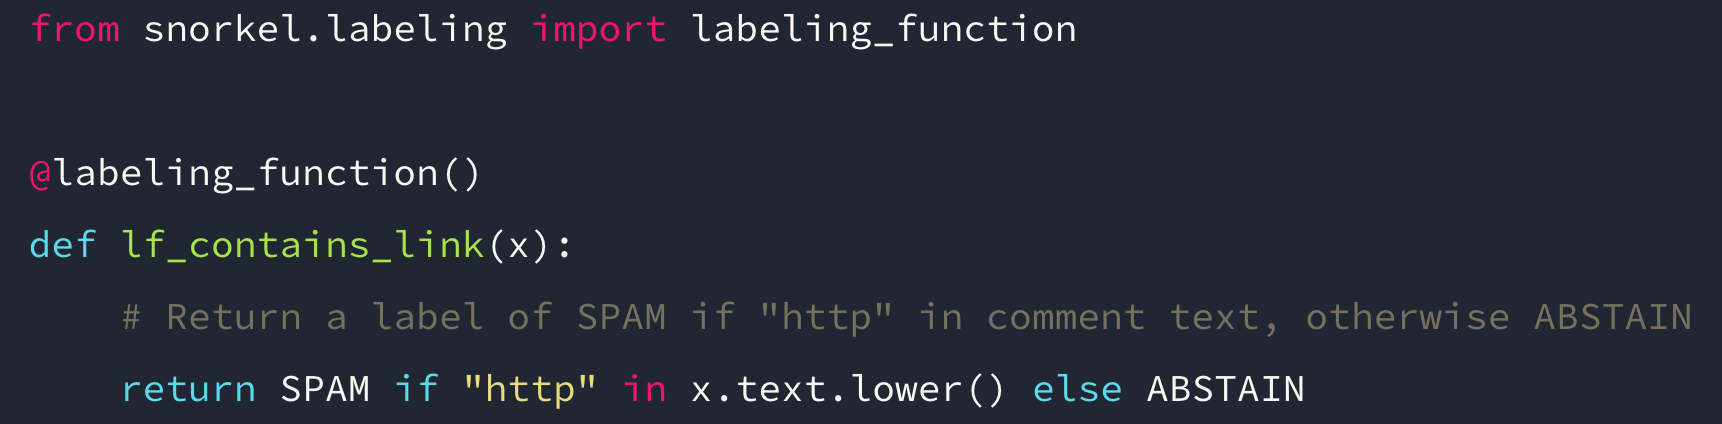 from snorkel.labeling import labeling_function
@labeling_function()
def lf_contains_link(x):
    # Return a label of SPAM if "http" in comment text, otherwise ABSTAIN
    return SPAM if "http" in x.text.lower() else ABSTAIN